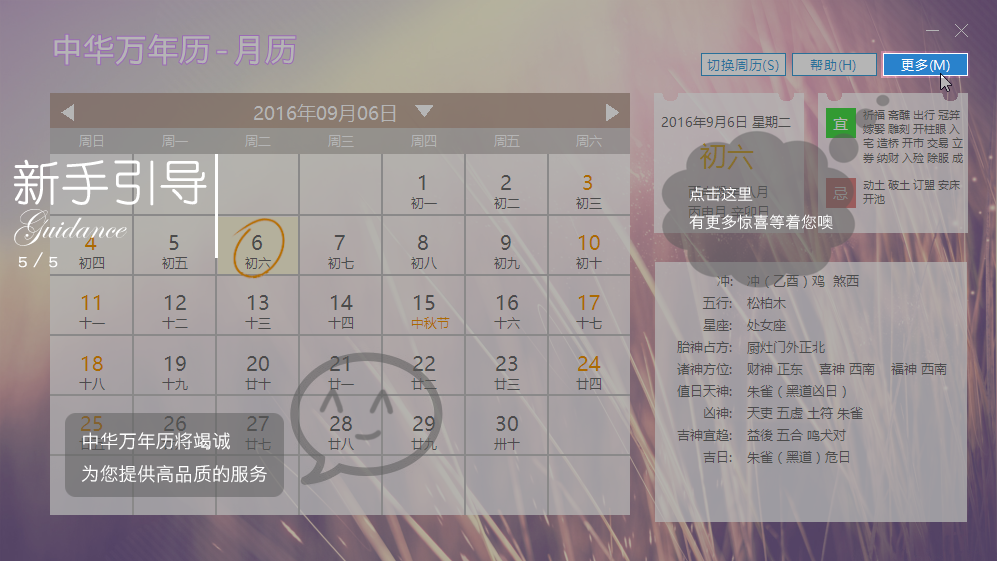 中华万年历 - 月历
切换周历(S) 帮助(H) 更多(M)
2016年09月06日
周日 周一 周二 周三 周四 周五 周六
1 2 3
初一 初二 初三
新手引导
Guidance
5 / 5
4 5 6 7 8 9 10
初四 初五 初六 初七 初八 初九 初十
11 12 13 14 15 16 17
十一 十二 十三 十四 中秋节 十六 十七
18 19 20 21 22 23 24
十八 十九 二十 廿一 廿二 廿三 廿四
25 26 27 28 29 30
廿七 廿八 廿九 卅十
中华万年历将竭诚
为您提供高品质的服务
2016年9月6日 星期二
初六
点击这里
有更多惊喜等着您噢
丙申月 辛卯日
宜
祈福 斋醮 出行 冠笄
嫁娶 雕刻 开柱眼 入
宅 造桥 开市 交易 立
券 纳财 入殓 除服 成
忌
动土 破土 订盟 安床
开池
冲: 冲（乙酉）鸡 煞西
五行: 松柏木
星座: 处女座
胎神占方: 厨灶门外正北
诸神方位: 财神 正东 喜神 西南 福神 西南
值日天神: 朱雀（黑道凶日）
凶神: 天吏 五虚 土符 朱雀
吉神宜趋: 益後 五合 鸣犬对
吉日: 朱雀（黑道）危日